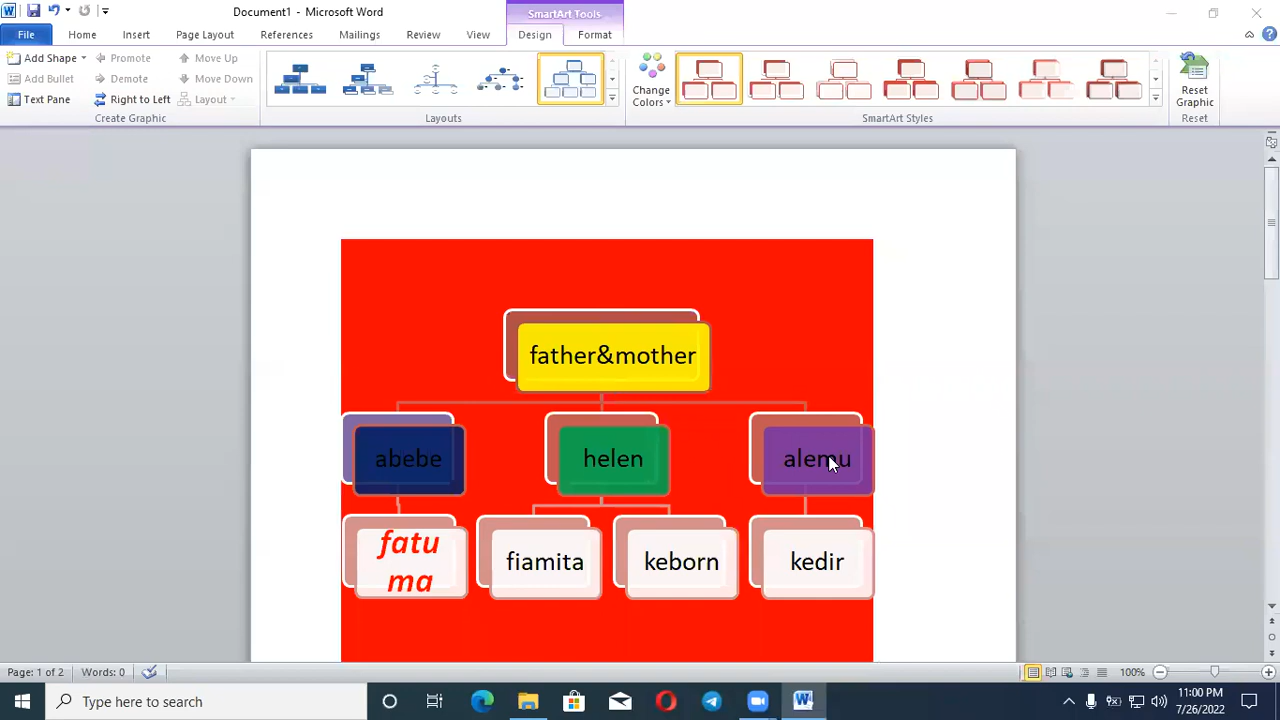 Document1 - Microsoft Word
SmartArt Tools
File Home Insert Page Layout References Mailings Review View Design Format
Add Shape Promote Move Up
Add Bullet Demote Move Down
Text Pane Right to Left Layout
Change Colors
Reset Graphic
Create Graphic Layouts SmartArt Styles Reset
father&mother
abebe helen alemu
fatu
ma
fiamita keborn kedir
Page: 1 of 2 Words: 0 100%
Type here to search
11:00 PM
7/26/2022